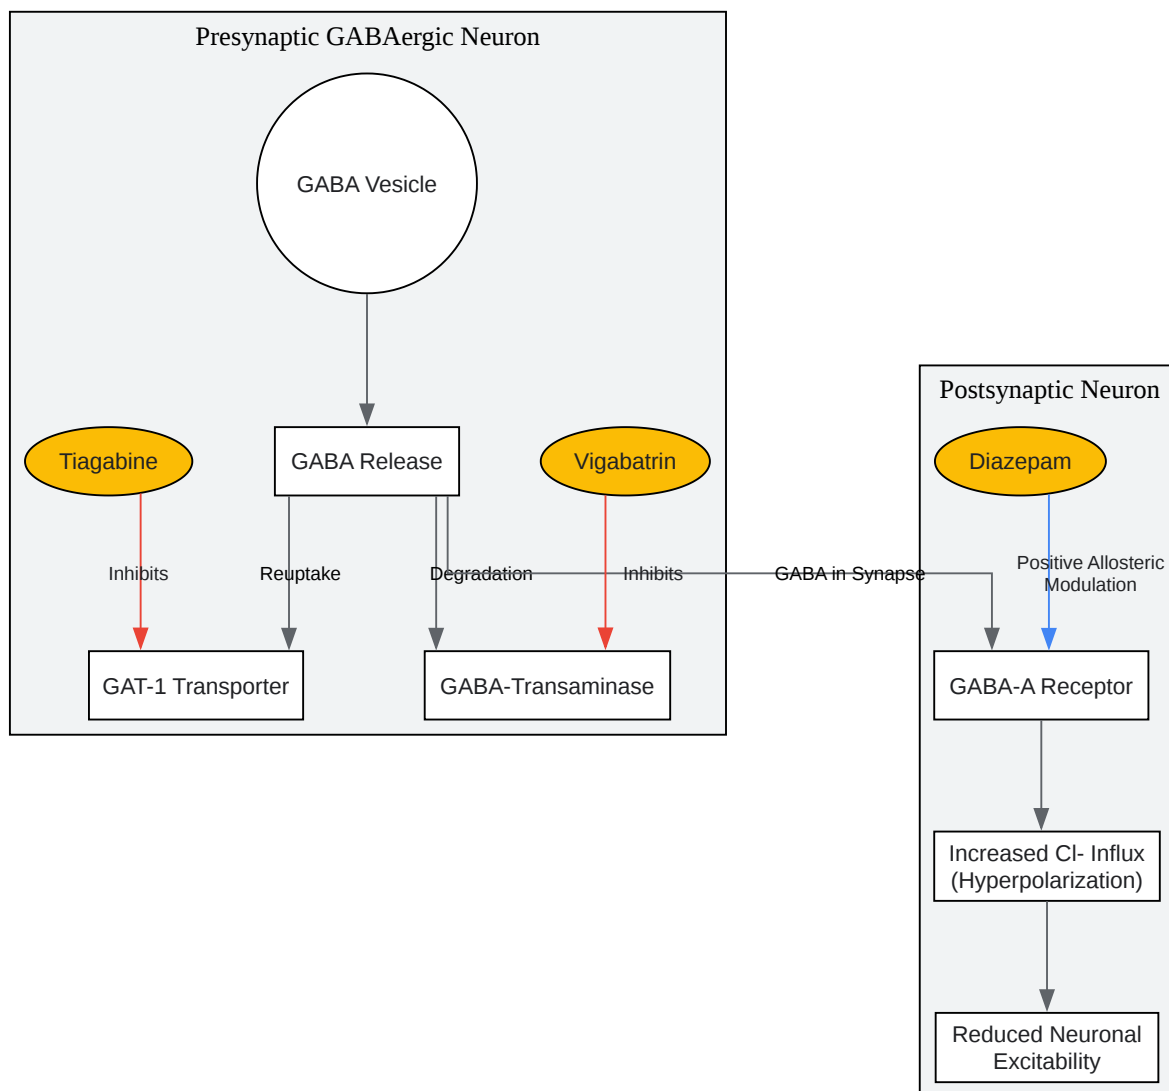 Presynaptic GABAergic Neuron
GABA Vesicle
Postsynaptic Neuron
Tiagabine
GABA Release
Vigabatrin
Diazepam
Inhibits
Reuptake
Degradation
Inhibits
GABA in Synapse
Positive Allosteric
Modulation
GAT-1 Transporter
GABA-Transaminase
GABA-A Receptor
Increased Cl- Influx
(Hyperpolarization)
Reduced Neuronal
Excitability